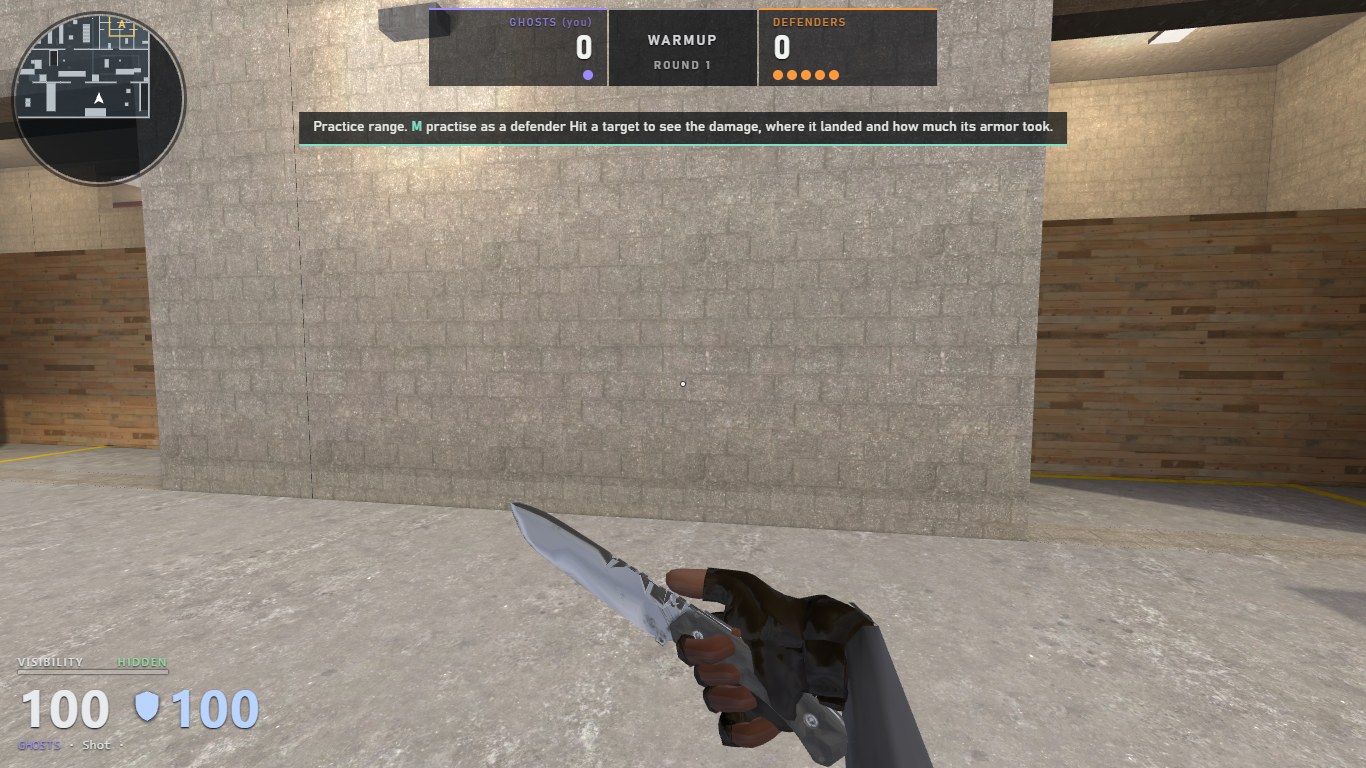 A
GHOSTS (you)
0
WARMUP
ROUND 1
DEFENDERS
0
Practice range. M practise as a defender Hit a target to see the damage, where it landed and how much its armor took.
VISIBILITY HIDDEN
100 100
GHOSTS · Shot ·